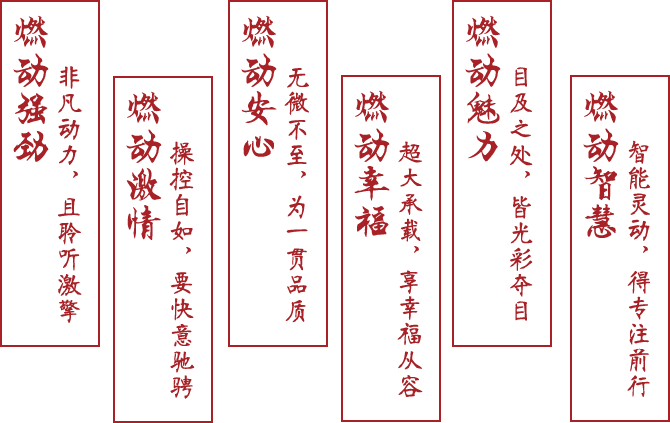 燃动强劲
非凡动力，且聆听激擎
燃动激情
操控自如，要快意驰骋
燃动安心
无微不至，为一贯品质
燃动幸福
超大承载，享幸福从容
燃动魅力
目及之处，皆光彩夺目
燃动智慧
智能灵动，得专注前行